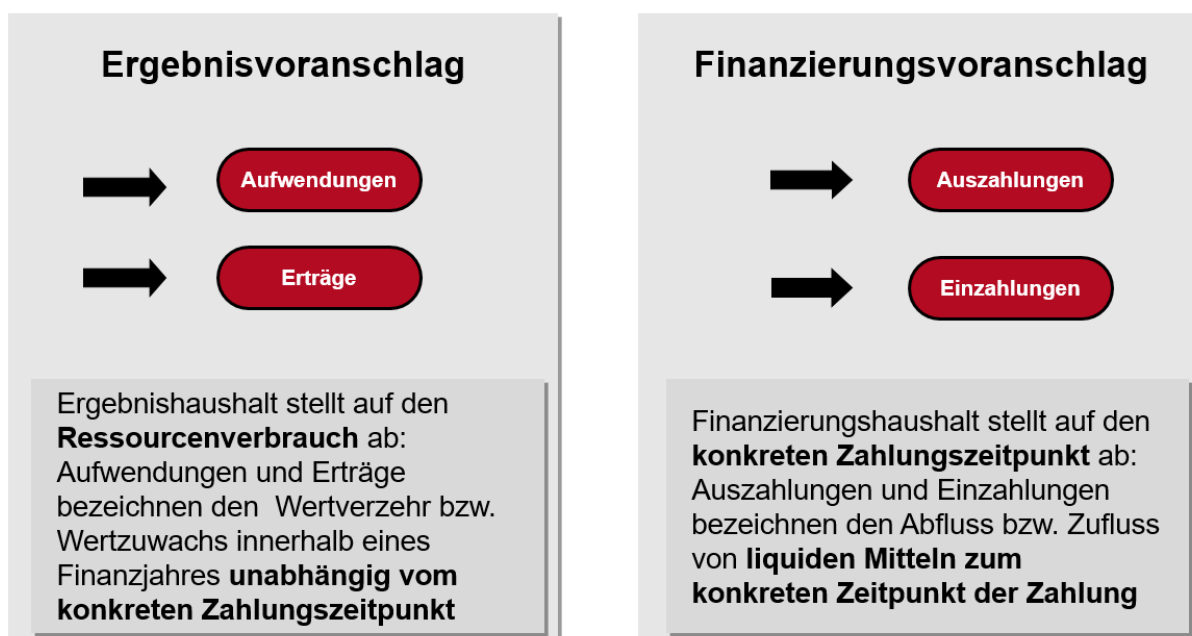 Ergebnisvoranschlag
Aufwendungen
Erträge
Ergebnishaushalt stellt auf den
Ressourcenverbrauch ab:
Aufwendungen und Erträge
bezeichnen den Wertverzehr bzw.
Wertzuwachs innerhalb eines
Finanzjahres unabhängig vom
konkreten Zahlungszeitpunkt
Finanzierungsvoranschlag
Auszahlungen
Einzahlungen
Finanzierungshaushalt stellt auf den
konkreten Zahlungszeitpunkt ab:
Auszahlungen und Einzahlungen
bezeichnen den Abfluss bzw. Zufluss
von liquiden Mitteln zum
konkreten Zeitpunkt der Zahlung